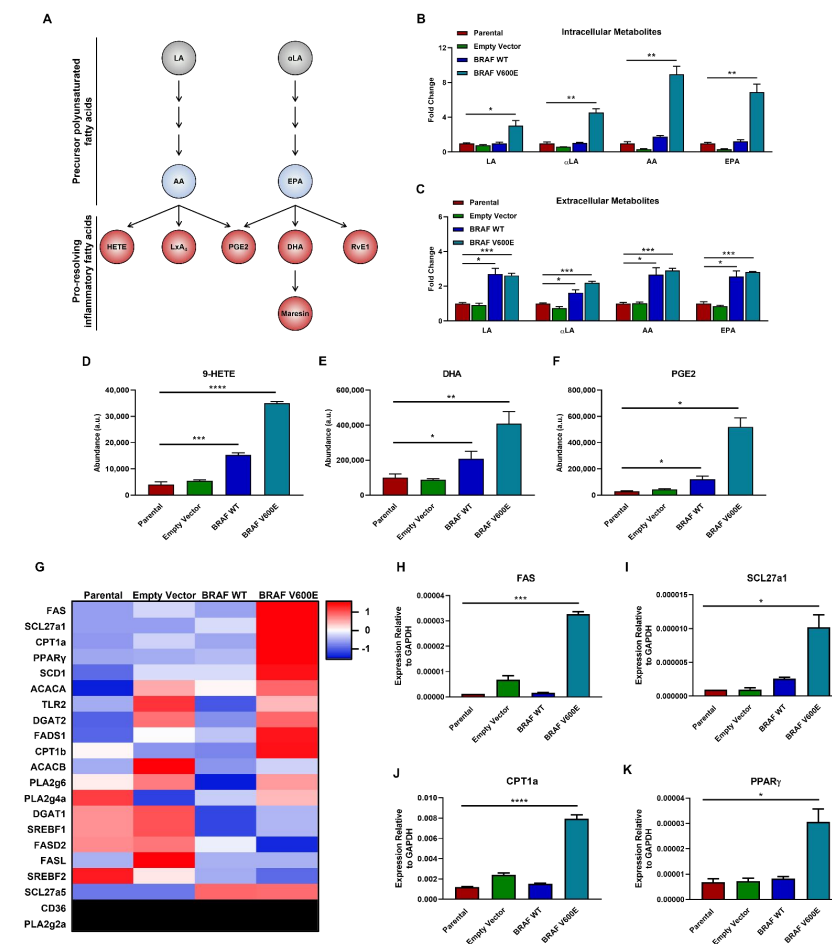 A
Precursor polyunsaturated
fatty acids
Pro-resolving
inflammatory fatty acids
LA
αLA
AA
EPA
HETE
LxA₄
PGE2
DHA
RvE1
Maresin
B
Intracellular Metabolites
Parental
Empty Vector
BRAF WT
BRAF V600E
Fold Change
12
8
4
0
*
**
**
**
LA
αLA
AA
EPA
C
Extracellular Metabolites
Parental
Empty Vector
BRAF WT
BRAF V600E
Fold Change
6
4
2
0
***
*
***
*
***
*
***
*
LA
αLA
AA
EPA
D
9-HETE
Abundance (a.u.)
40,000
30,000
20,000
10,000
0
****
***
Parental
Empty Vector
BRAF WT
BRAF V600E
E
DHA
Abundance (a.u.)
600,000
400,000
200,000
0
**
*
Parental
Empty Vector
BRAF WT
BRAF V600E
F
PGE2
Abundance (a.u.)
800,000
600,000
400,000
200,000
0
*
*
Parental
Empty Vector
BRAF WT
BRAF V600E
G
Parental Empty Vector BRAF WT BRAF V600E
FAS
SCL27a1
CPT1a
PPARγ
SCD1
ACACA
TLR2
DGAT2
FADS1
CPT1b
ACACB
PLA2g6
PLA2g4a
DGAT1
SREBF1
FASD2
FASL
SREBF2
SCL27a5
CD36
PLA2g2a
1
0
-1
H
FAS
Expression Relative
to GAPDH
0.00004
0.00003
0.00002
0.00001
0.00000
***
Parental
Empty Vector
BRAF WT
BRAF V600E
I
SCL27a1
Expression Relative
to GAPDH
0.000015
0.000010
0.000005
0.000000
*
Parental
Empty Vector
BRAF WT
BRAF V600E
J
CPT1a
Expression Relative
to GAPDH
0.010
0.008
0.006
0.004
0.002
0.000
****
Parental
Empty Vector
BRAF WT
BRAF V600E
K
PPARγ
Expression Relative
to GAPDH
0.00004
0.00003
0.00002
0.00001
0.00000
*
Parental
Empty Vector
BRAF WT
BRAF V600E